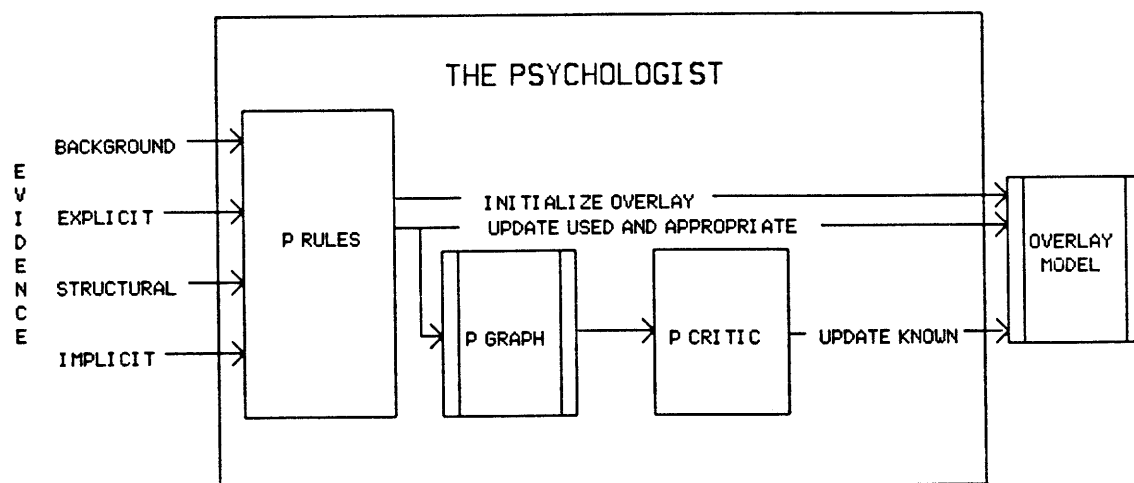 THE PSYCHOLOGIST
EVIDENCE
BACKGROUND
EXPLICIT
STRUCTURAL
IMPLICIT
P RULES
INITIALIZE OVERLAY
UPDATE USED AND APPROPRIATE
P GRAPH
P CRITIC
UPDATE KNOWN
OVERLAY
MODEL